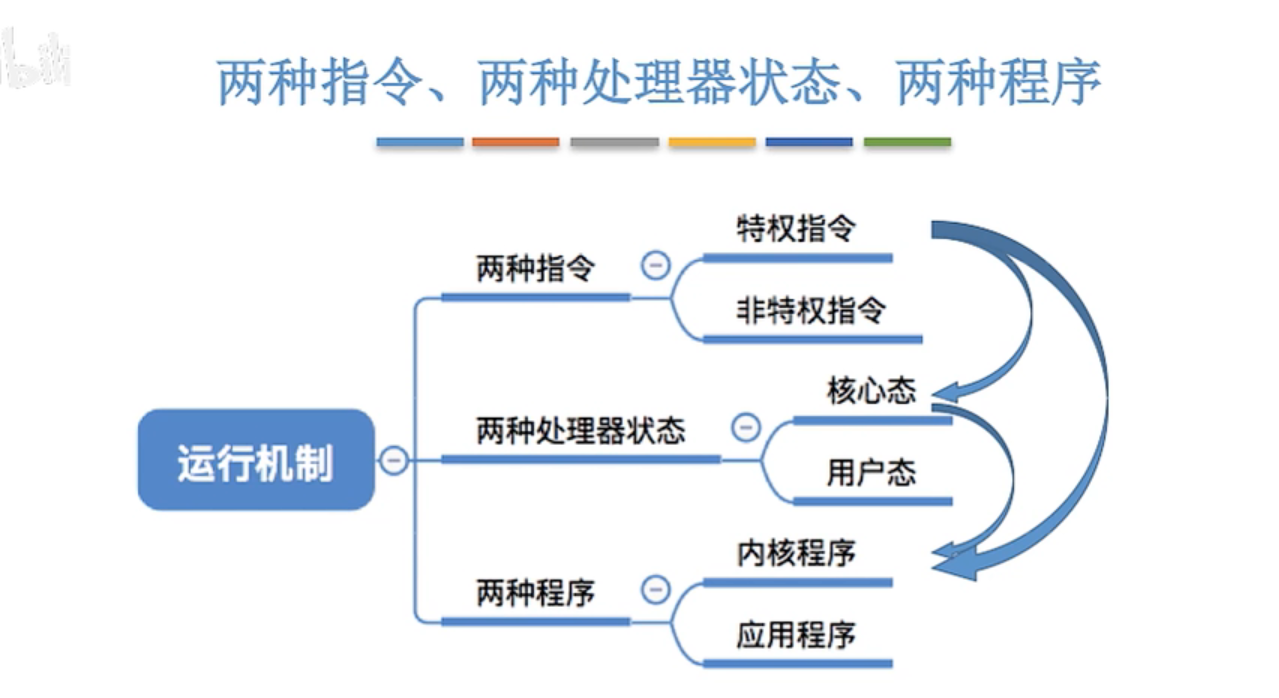 两种指令、两种处理器状态、两种程序
特权指令
两种指令
非特权指令
核心态
两种处理器状态
用户态
运行机制
内核程序
两种程序
应用程序